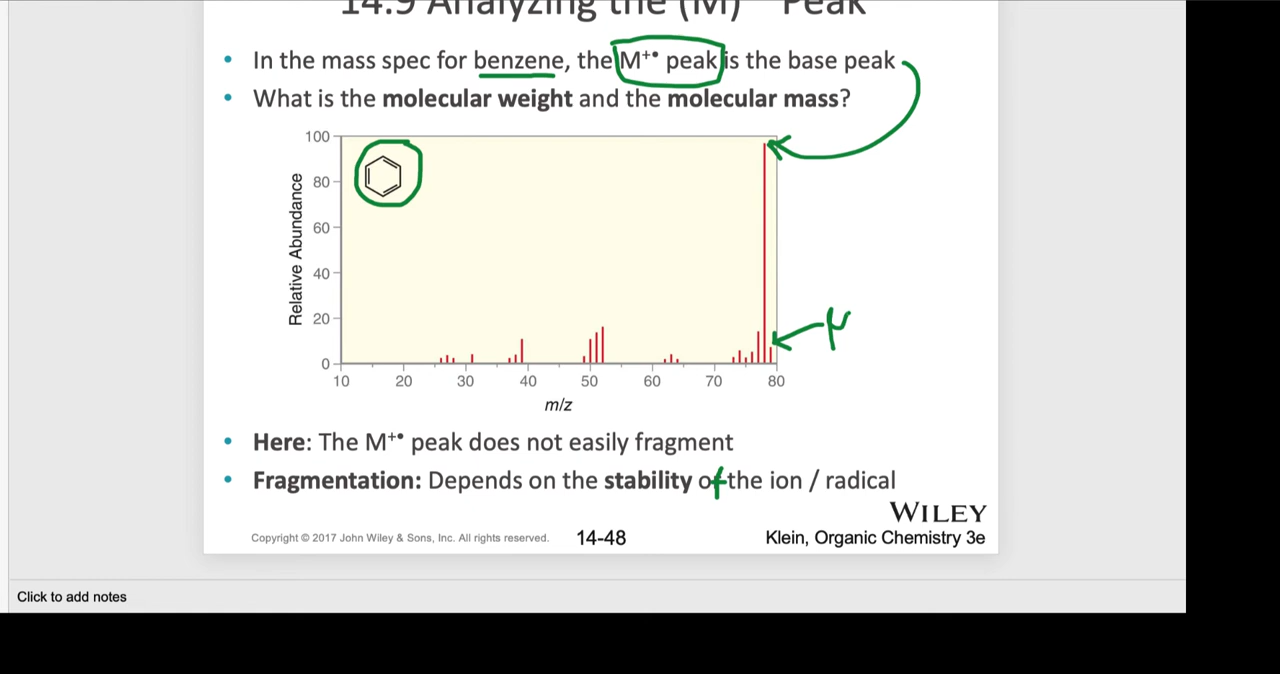 14.9 Analyzing the (M)⁺• Peak
• In the mass spec for benzene, the M⁺• peak is the base peak
• What is the molecular weight and the molecular mass?
100
80
60
40
20
0
Relative Abundance
10 20 30 40 50 60 70 80
m/z
• Here: The M⁺• peak does not easily fragment
• Fragmentation: Depends on the stability of the ion / radical
WILEY
Copyright © 2017 John Wiley & Sons, Inc. All rights reserved. 14-48 Klein, Organic Chemistry 3e
Click to add notes